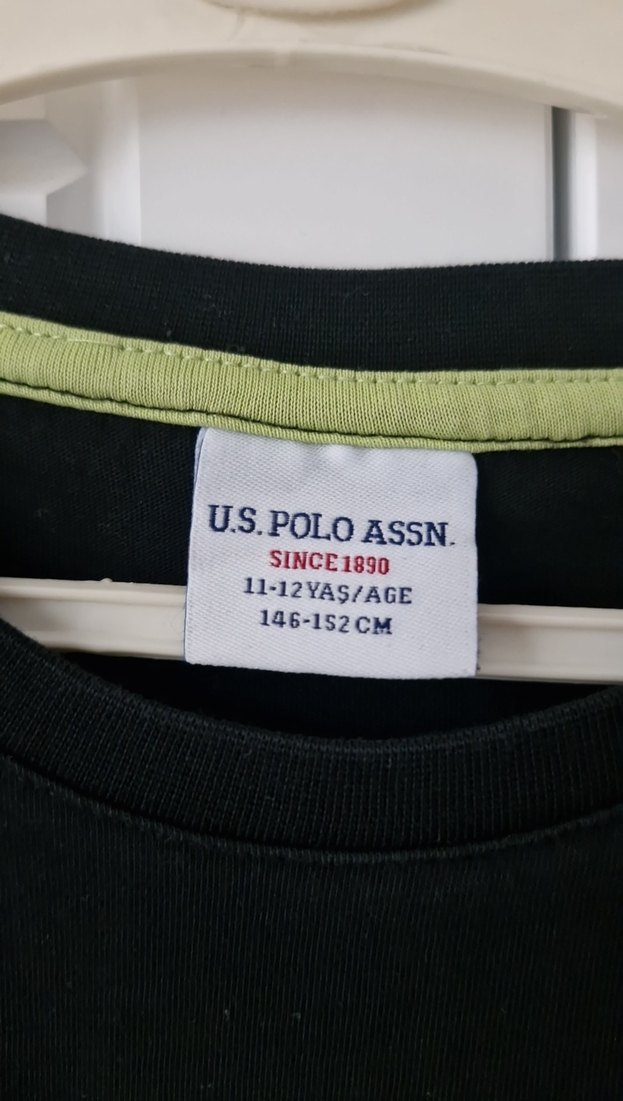 U.S. POLO ASSN.
SINCE 1890
11-12 YAŞ/AGE
146-152 CM